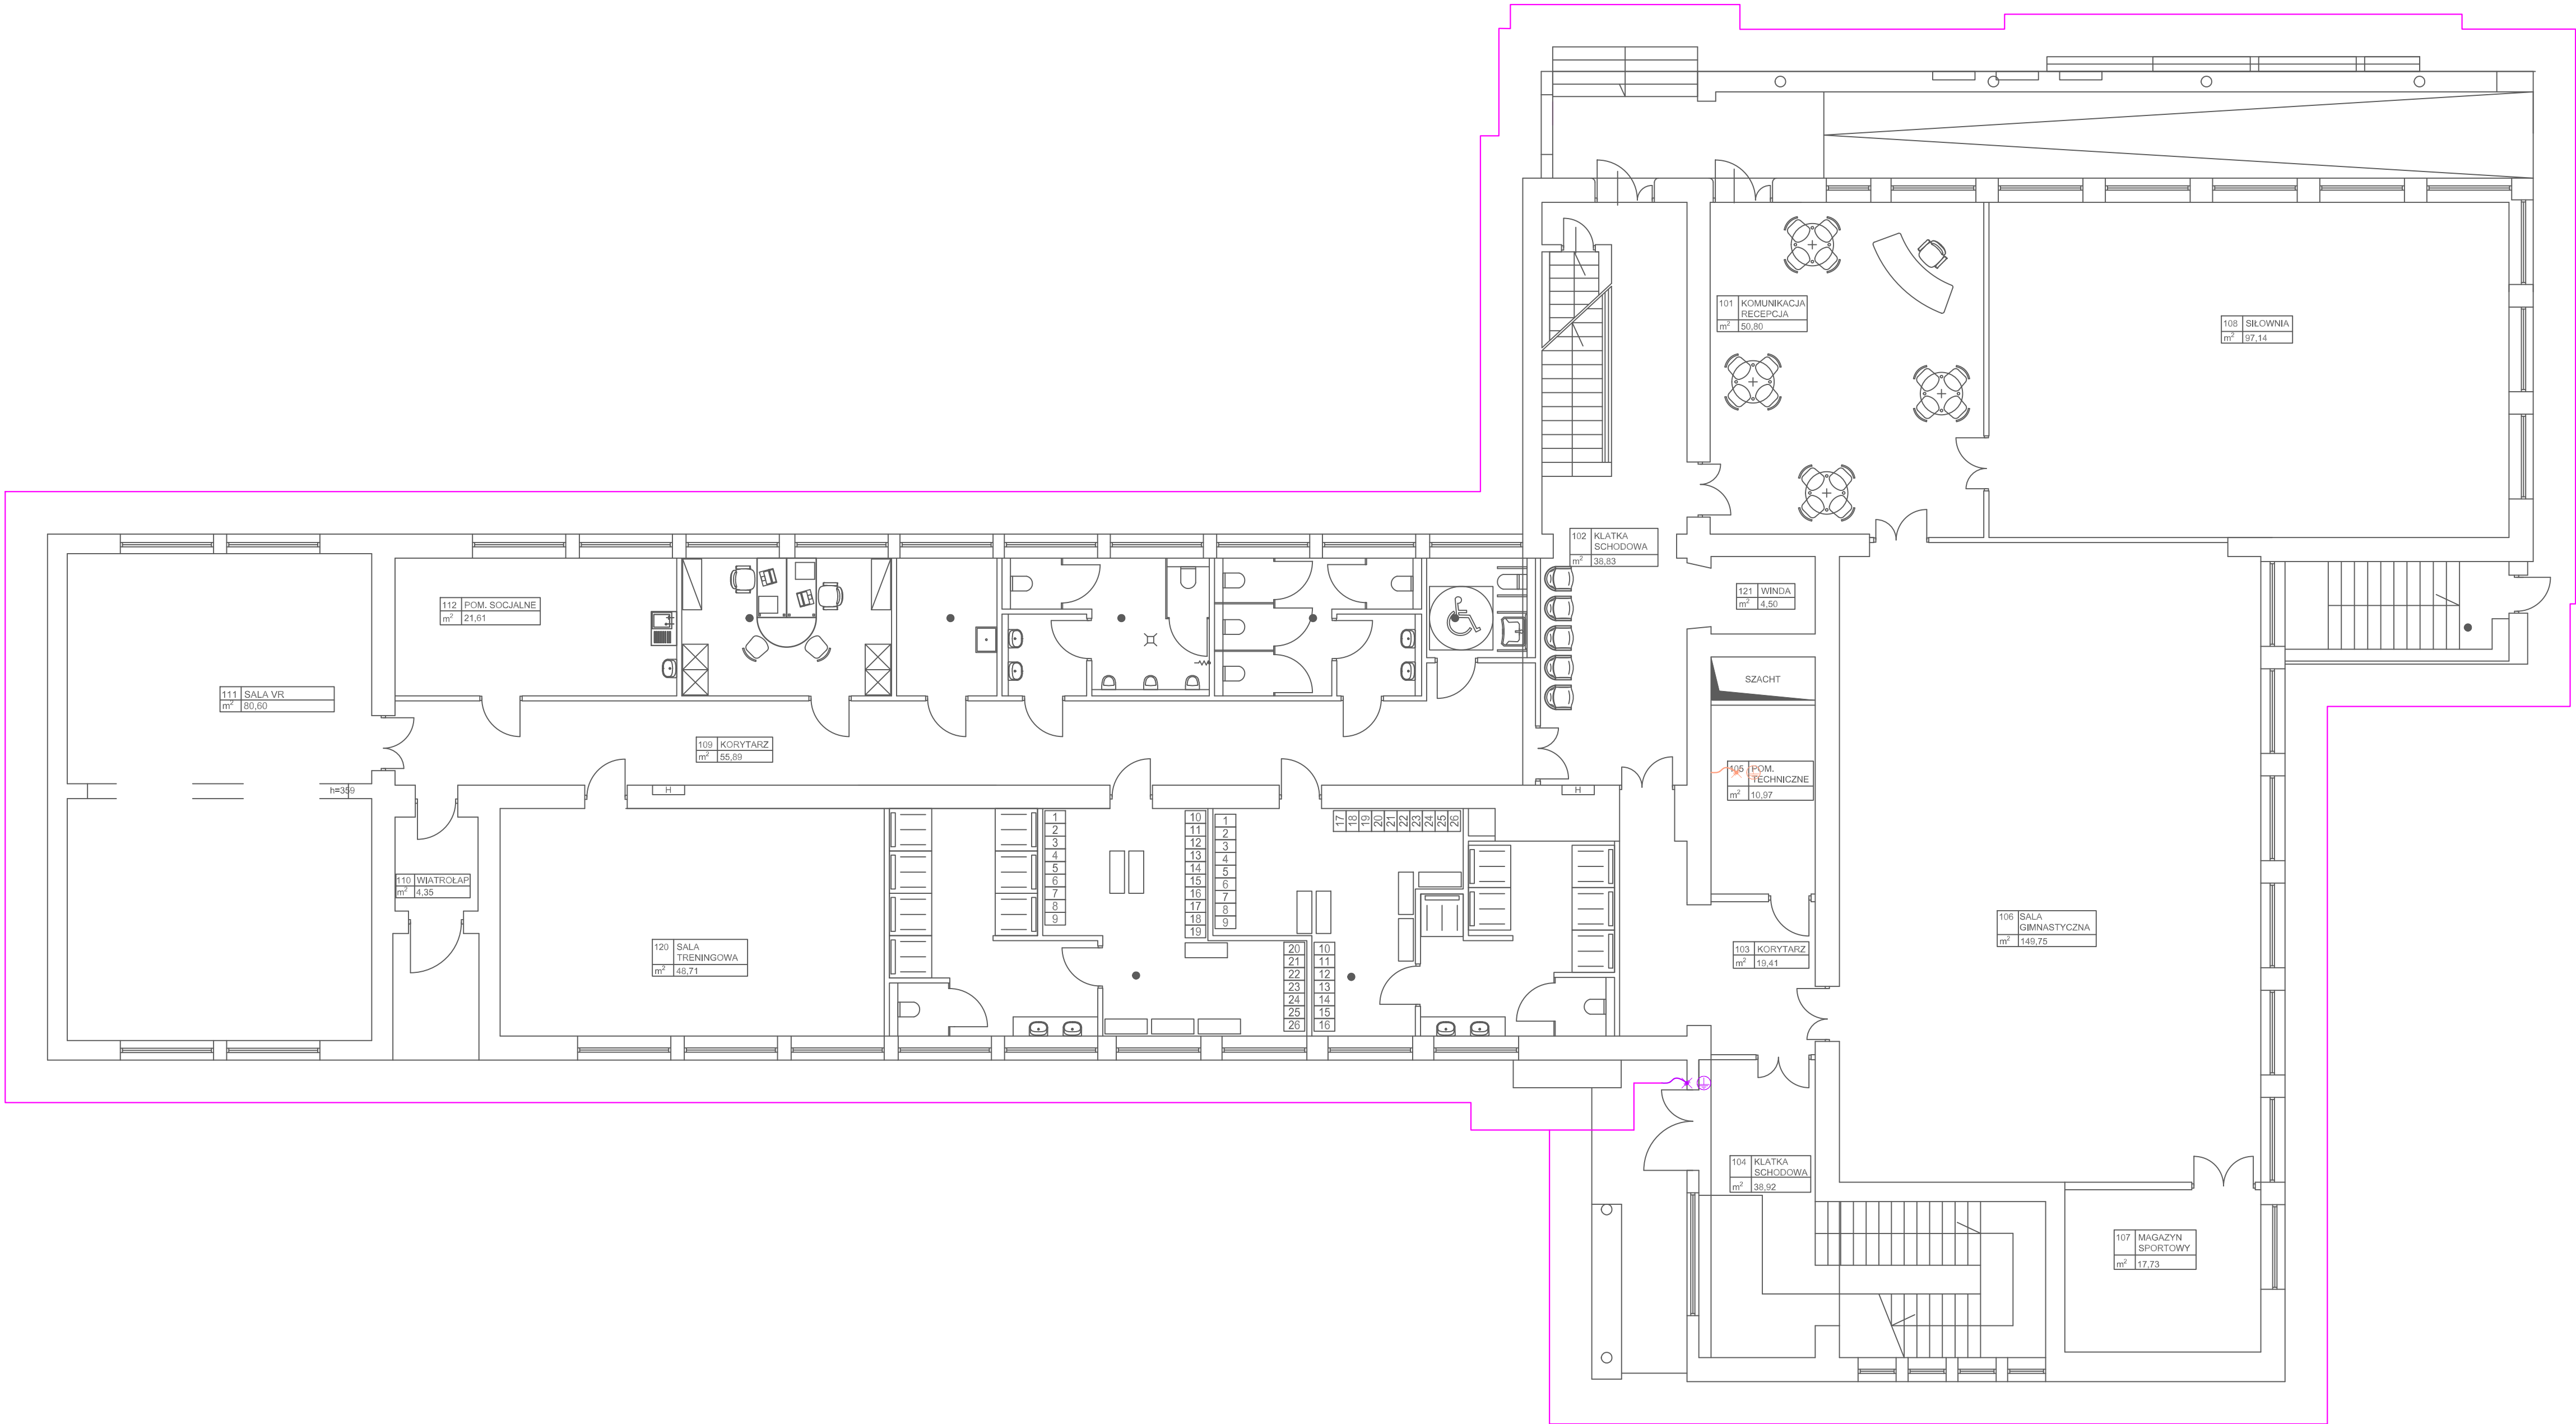 101 KOMUNIKACJA
RECEPCJA
m² 50,80
108 SIŁOWNIA
m² 97,14
102 KLATKA
SCHODOWA
m² 38,83
121 WINDA
m² 4,50
112 POM. SOCJALNE
m² 21,61
SZACHT
111 SALA VR
m² 80,60
109 KORYTARZ
m² 55,89
105 POM.
TECHNICZNE
m² 10,97
h=359
H
H
110 WIATROŁAP
m² 4,35
1
2
3
4
5
6
7
8
9
10
11
12
13
14
15
16
17
18
19
20
21
22
23
24
25
26
1
2
3
4
5
6
7
8
9
10
11
12
13
14
15
16
17 18 19 20 21 22 23 24 25 26
120 SALA
TRENINGOWA
m² 48,71
103 KORYTARZ
m² 19,41
106 SALA
GIMNASTYCZNA
m² 149,75
104 KLATKA
SCHODOWA
m² 38,92
107 MAGAZYN
SPORTOWY
m² 17,73